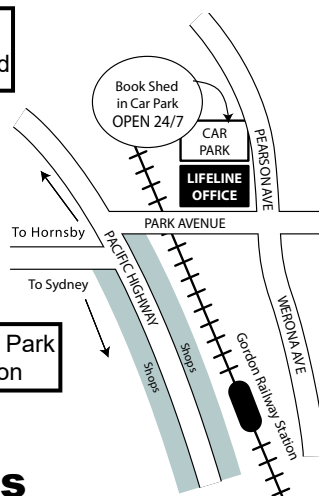 d
Book Shed
in Car Park
OPEN 24/7
CAR
PARK
PEARSON AVE
LIFELINE
OFFICE
PARK AVENUE
To Hornsby
PACIFIC HIGHWAY
To Sydney
WERONA AVE
Shops
Shops
Gordon Railway Station
Park
on
s